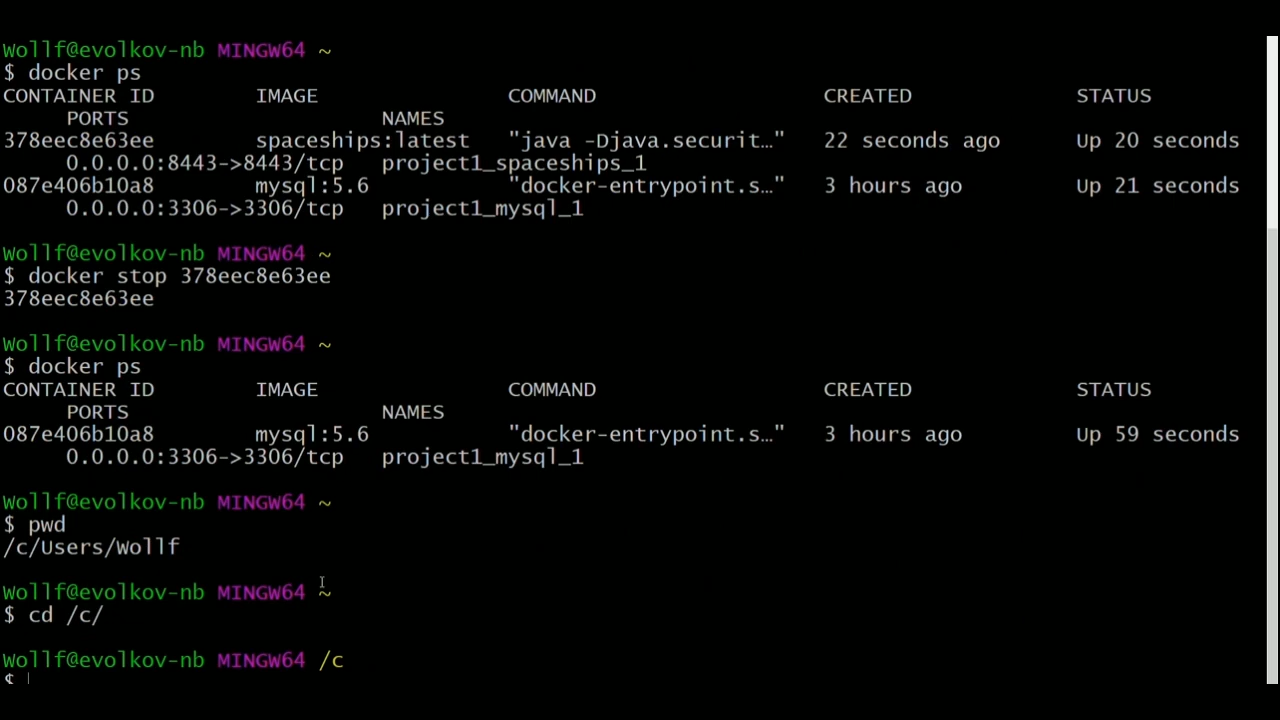 Wollf@evolkov-nb MINGW64 ~
$ docker ps
CONTAINER ID        IMAGE               COMMAND                  CREATED             STATUS
     PORTS                    NAMES
378eec8e63ee        spaceships:latest   "java -Djava.securit…"   22 seconds ago      Up 20 seconds
     0.0.0.0:8443->8443/tcp   project1_spaceships_1
087e406b10a8        mysql:5.6           "docker-entrypoint.s…"   3 hours ago         Up 21 seconds
     0.0.0.0:3306->3306/tcp   project1_mysql_1
Wollf@evolkov-nb MINGW64 ~
$ docker stop 378eec8e63ee
378eec8e63ee
Wollf@evolkov-nb MINGW64 ~
$ docker ps
CONTAINER ID        IMAGE               COMMAND                  CREATED             STATUS
     PORTS                    NAMES
087e406b10a8        mysql:5.6           "docker-entrypoint.s…"   3 hours ago         Up 59 seconds
     0.0.0.0:3306->3306/tcp   project1_mysql_1
Wollf@evolkov-nb MINGW64 ~
$ pwd
/c/Users/Wollf
Wollf@evolkov-nb MINGW64 ~
$ cd /c/
Wollf@evolkov-nb MINGW64 /c
$